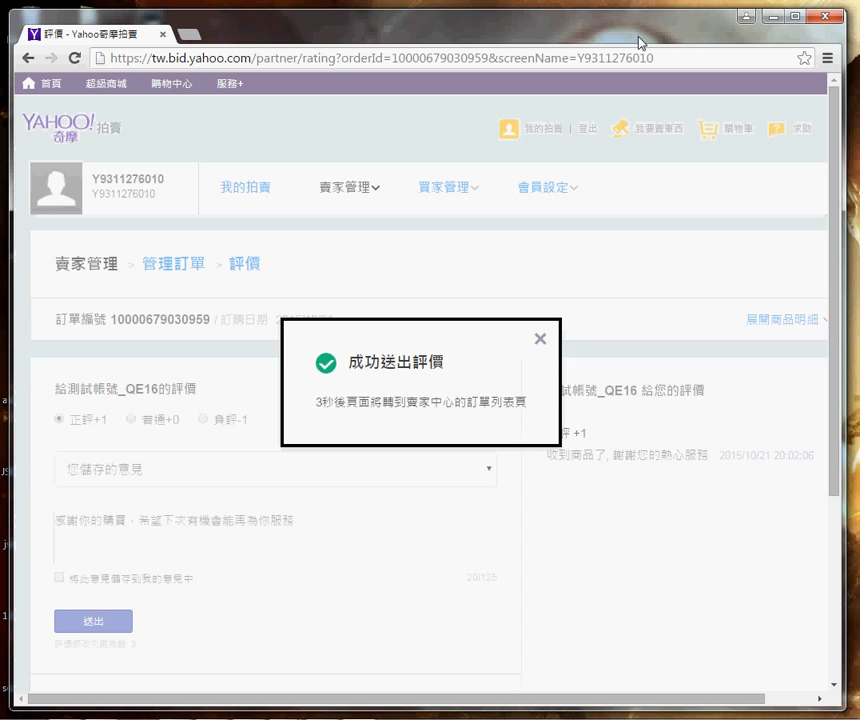 評價 - Yahoo奇摩拍賣
https://tw.bid.yahoo.com/partner/rating?orderId=10000679030959&screenName=Y9311276010
首頁 超級商城 購物中心 服務+
YAHOO! 奇摩 拍賣
我的拍賣 | 登出 我要賣東西 購物車 求助
Y9311276010
Y9311276010
我的拍賣 賣家管理 買家管理 會員設定
賣家管理 > 管理訂單 > 評價
訂單編號 10000679030959 / 訂購日期
展開商品明細
成功送出評價
3秒後頁面將轉到賣家中心的訂單列表頁
給測試帳號_QE16的評價
正評+1 普通+0 負評-1
您儲存的意見
感謝你的購買，希望下次有機會能再為你服務
將此意見儲存到我的意見中
20/125
送出
試帳號_QE16 給您的評價
評 +1
收到商品了, 謝謝您的熱心服務 2015/10/21 20:02:06